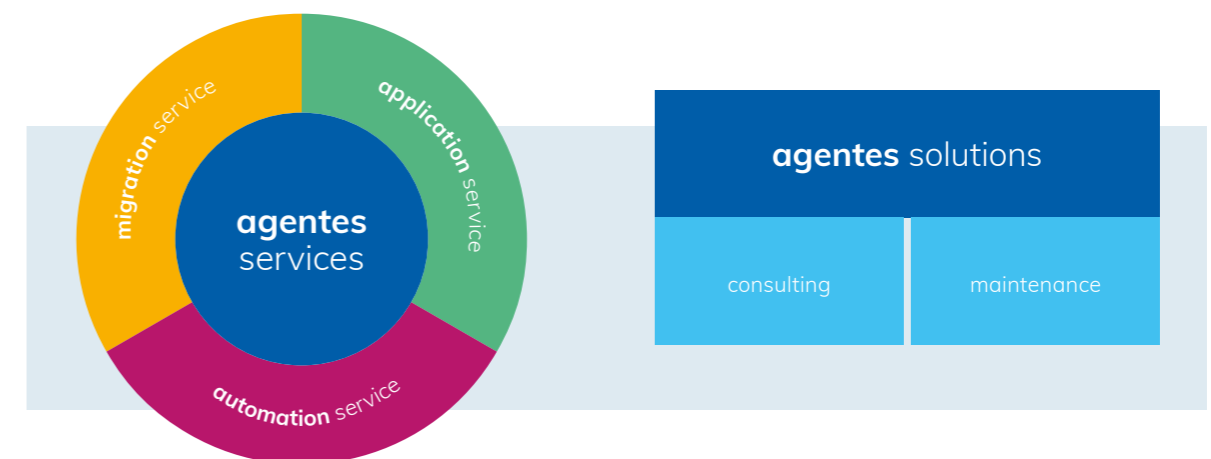 migration service
application service
agentes
services
automation service
agentes solutions
consulting
maintenance